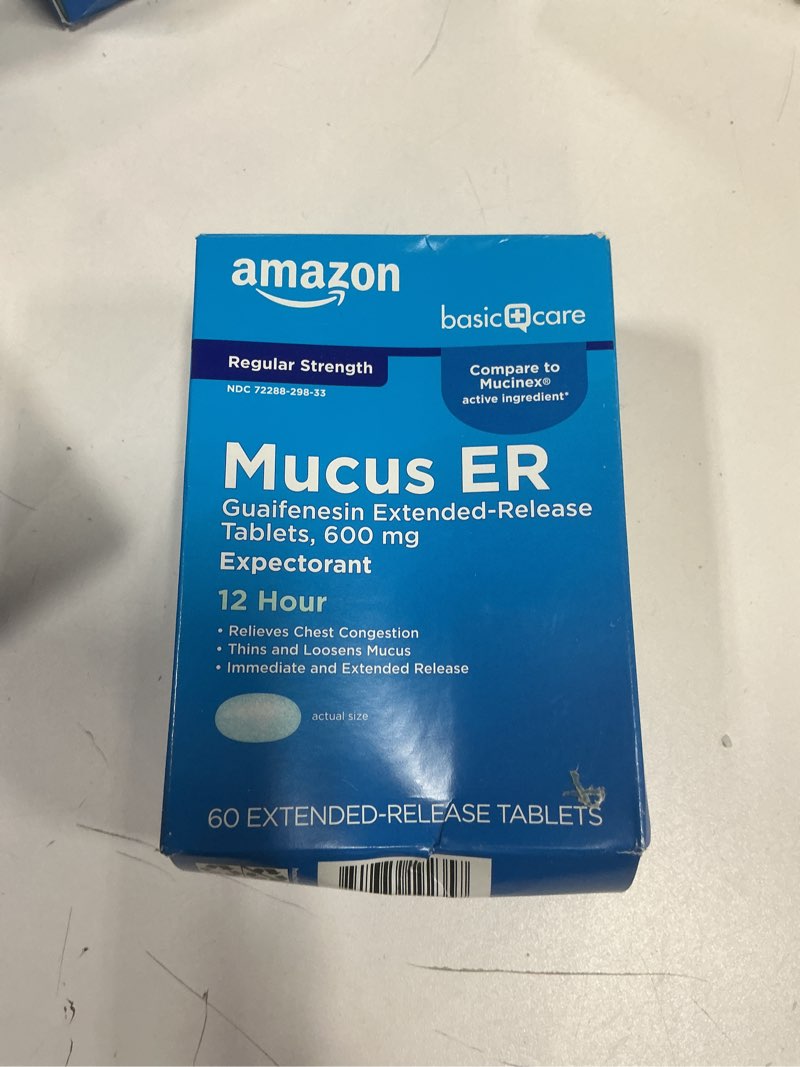 amazon
basic care
Regular Strength
NDC 72288-298-33
Compare to
Mucinex®
active ingredient*
Mucus ER
Guaifenesin Extended-Release
Tablets, 600 mg
Expectorant
12 Hour
• Relieves Chest Congestion
• Thins and Loosens Mucus
• Immediate and Extended Release
actual size
60 EXTENDED-RELEASE TABLETS